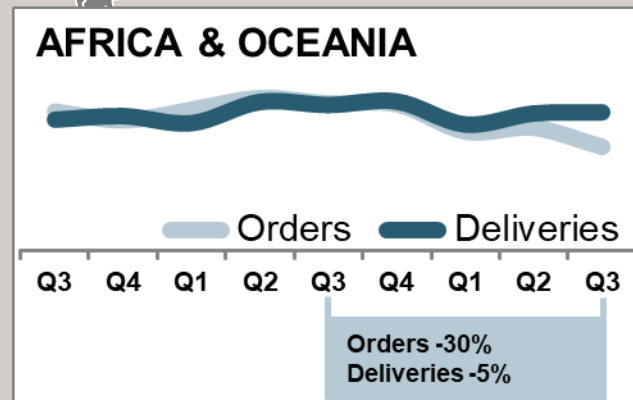 AFRICA & OCEANIA
Orders Deliveries
Q3 Q4 Q1 Q2 Q3 Q4 Q1 Q2 Q3
Orders -30%
Deliveries -5%